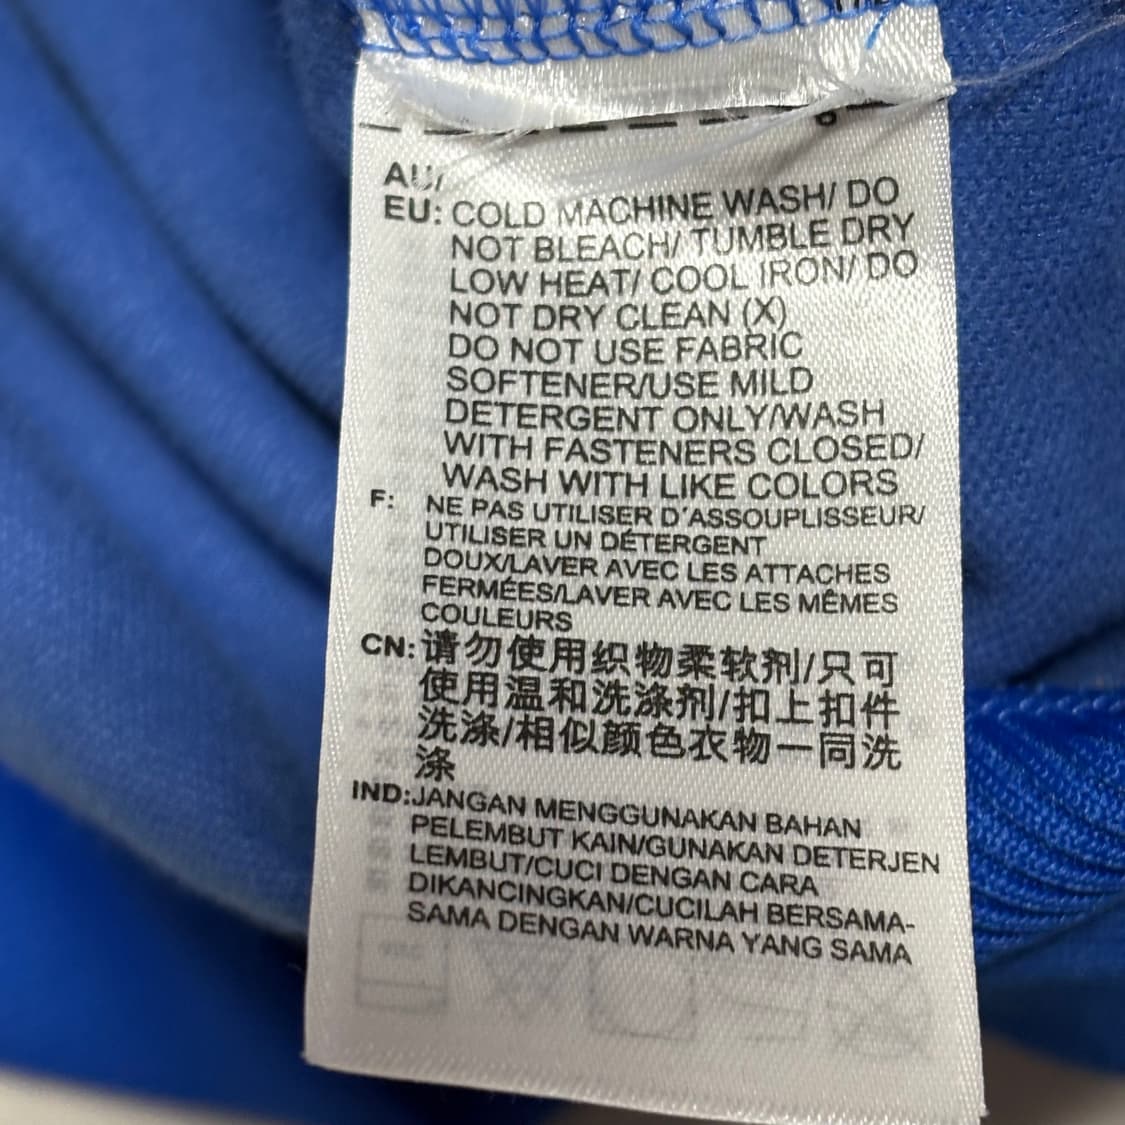 AU/
EU: COLD MACHINE WASH/ DO
NOT BLEACH/ TUMBLE DRY
LOW HEAT/ COOL IRON/ DO
NOT DRY CLEAN (X)
DO NOT USE FABRIC
SOFTENER/USE MILD
DETERGENT ONLY/WASH
WITH FASTENERS CLOSED/
WASH WITH LIKE COLORS
F: NE PAS UTILISER D'ASSOUPLISSEUR/
UTILISER UN DÉTERGENT
DOUX/LAVER AVEC LES ATTACHES
FERMÉES/LAVER AVEC LES MÊMES
COULEURS
CN:请勿使用织物柔软剂/只可
使用温和洗涤剂/扣上扣件
洗涤/相似颜色衣物一同洗
涤
IND:JANGAN MENGGUNAKAN BAHAN
PELEMBUT KAIN/GUNAKAN DETERJEN
LEMBUT/CUCI DENGAN CARA
DIKANCINGKAN/CUCILAH BERSAMA-
SAMA DENGAN WARNA YANG SAMA